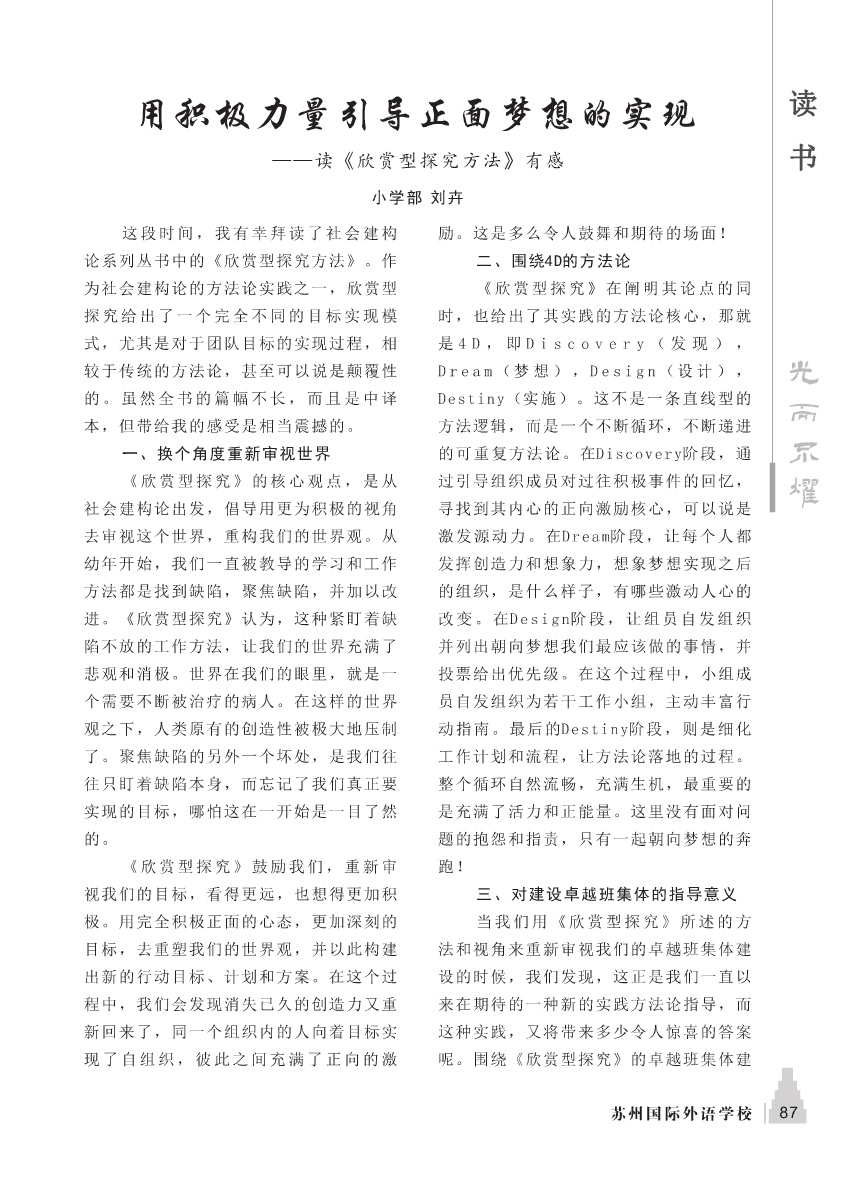 用积极力量引导正面梦想的实现
——读《欣赏型探究方法》有感
小学部 刘卉
这段时间，我有幸拜读了社会建构
论系列丛书中的《欣赏型探究方法》。作
为社会建构论的方法论实践之一，欣赏型
探究给出了一个完全不同的目标实现模
式，尤其是对于团队目标的实现过程，相
较于传统的方法论，甚至可以说是颠覆性
的。虽然全书的篇幅不长，而且是中译
本，但带给我的感受是相当震撼的。
一、换个角度重新审视世界
《欣赏型探究》的核心观点，是从
社会建构论出发，倡导用更为积极的视角
去审视这个世界，重构我们的世界观。从
幼年开始，我们一直被教导的学习和工作
方法都是找到缺陷，聚焦缺陷，并加以改
进。《欣赏型探究》认为，这种紧盯着缺
陷不放的工作方法，让我们的世界充满了
悲观和消极。世界在我们的眼里，就是一
个需要不断被治疗的病人。在这样的世界
观之下，人类原有的创造性被极大地压制
了。聚焦缺陷的另外一个坏处，是我们往
往只盯着缺陷本身，而忘记了我们真正要
实现的目标，哪怕这在一开始是一目了然
的。
《欣赏型探究》鼓励我们，重新审
视我们的目标，看得更远，也想得更加积
极。用完全积极正面的心态，更加深刻的
目标，去重塑我们的世界观，并以此构建
出新的行动目标、计划和方案。在这个过
程中，我们会发现消失已久的创造力又重
新回来了，同一个组织内的人向着目标实
现了自组织，彼此之间充满了正向的激
励。这是多么令人鼓舞和期待的场面！
二、围绕4D的方法论
《欣赏型探究》在阐明其论点的同
时，也给出了其实践的方法论核心，那就
是4D，即Discovery（发现），
Dream（梦想），Design（设计），
Destiny（实施）。这不是一条直线型的
方法逻辑，而是一个不断循环，不断递进
的可重复方法论。在Discovery阶段，通
过引导组织成员对过往积极事件的回忆，
寻找到其内心的正向激励核心，可以说是
激发源动力。在Dream阶段，让每个人都
发挥创造力和想象力，想象梦想实现之后
的组织，是什么样子，有哪些激动人心的
改变。在Design阶段，让组员自发组织
并列出朝向梦想我们最应该做的事情，并
投票给出优先级。在这个过程中，小组成
员自发组织为若干工作小组，主动丰富行
动指南。最后的Destiny阶段，则是细化
工作计划和流程，让方法论落地的过程。
整个循环自然流畅，充满生机，最重要的
是充满了活力和正能量。这里没有面对问
题的抱怨和指责，只有一起朝向梦想的奔
跑！
三、对建设卓越班集体的指导意义
当我们用《欣赏型探究》所述的方
法和视角来重新审视我们的卓越班集体建
设的时候，我们发现，这正是我们一直以
来在期待的一种新的实践方法论指导，而
这种实践，又将带来多少令人惊喜的答案
呢。围绕《欣赏型探究》的卓越班集体建
读书
光而不耀
苏州国际外语学校 87